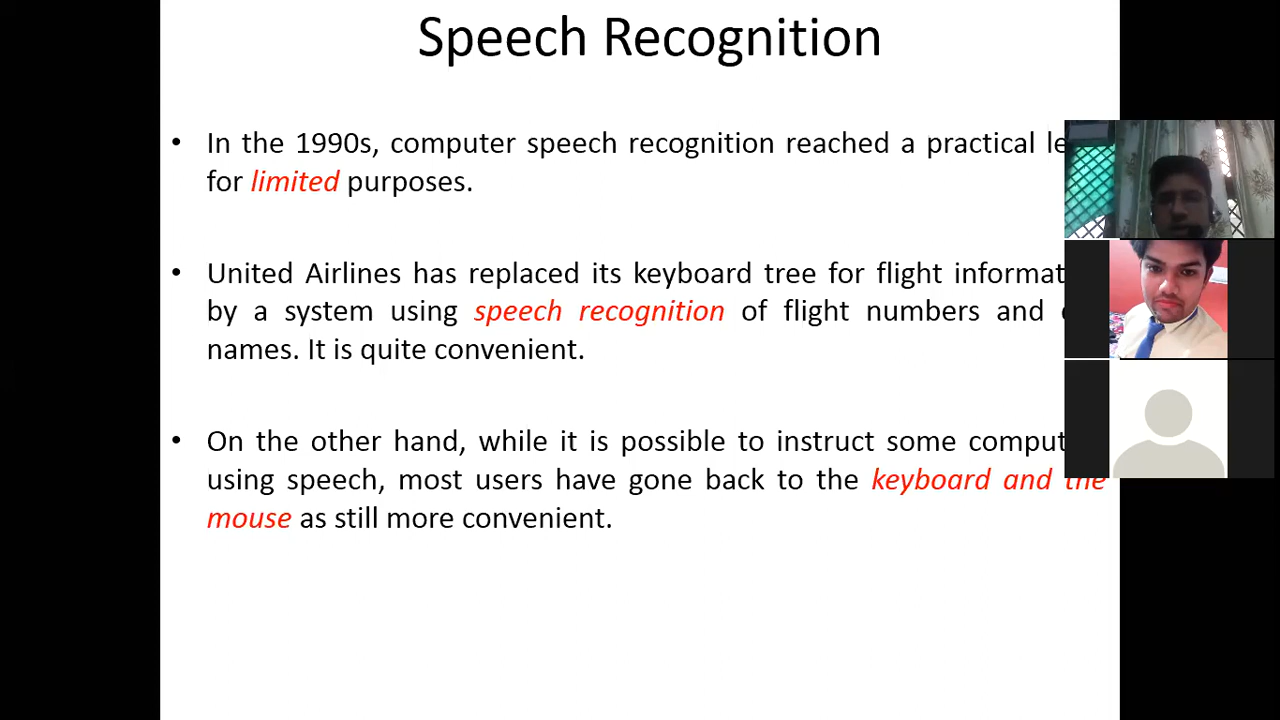 Speech Recognition
• In the 1990s, computer speech recognition reached a practical
for limited purposes.
• United Airlines has replaced its keyboard tree for flight
by a system using speech recognition of flight numbers and
names. It is quite convenient.
• On the other hand, while it is possible to instruct some
using speech, most users have gone back to the keyboard and the
mouse as still more convenient.